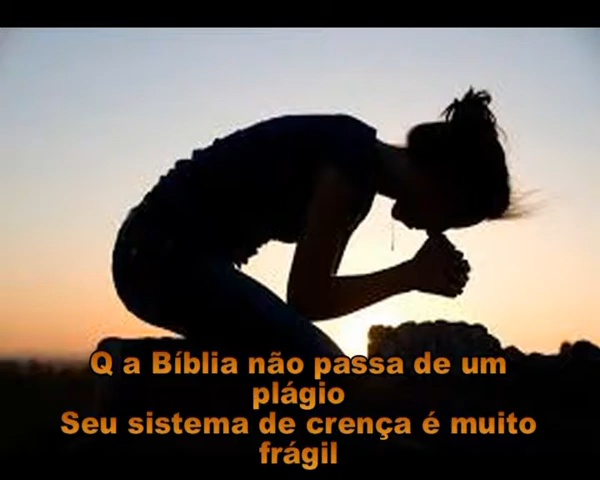 Q a Bíblia não passa de um
plágio
Seu sistema de crença é muito
frágil